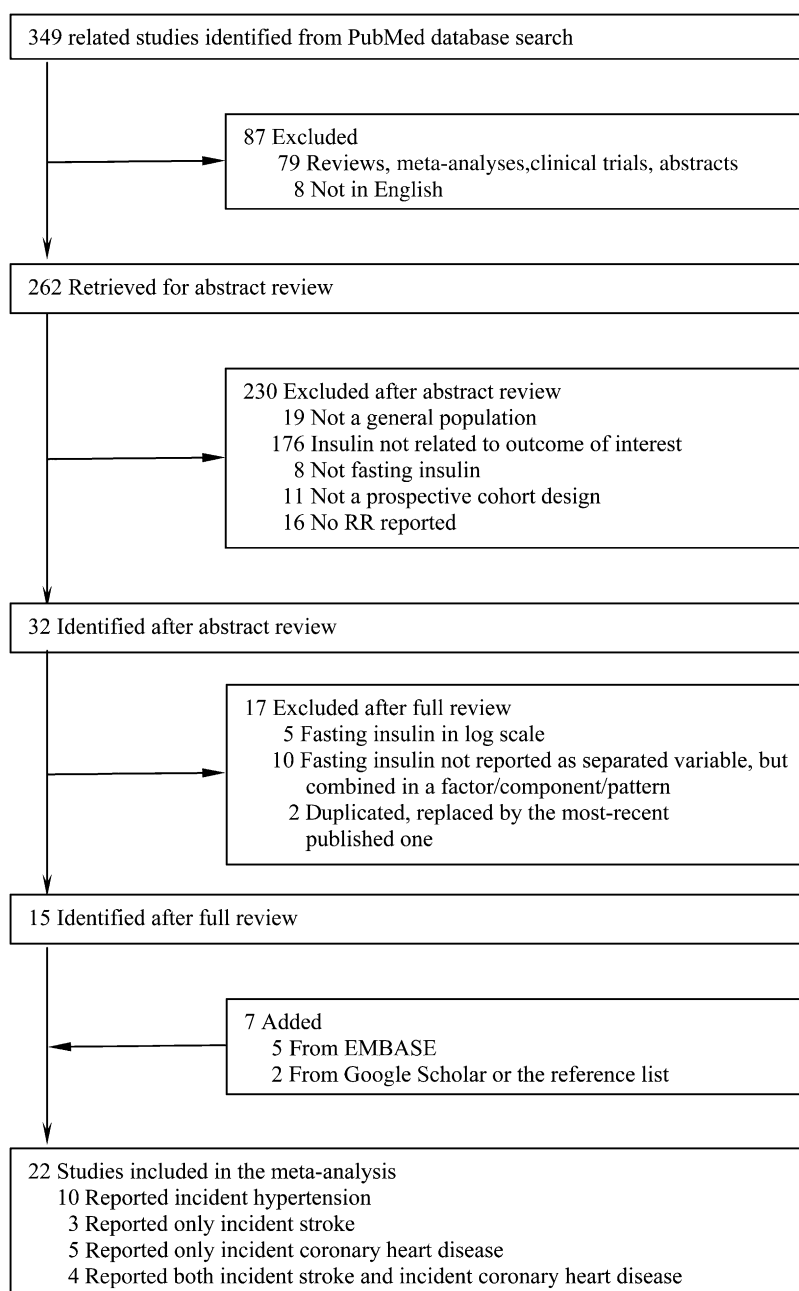 349 related studies identified from PubMed database search
87 Excluded
79 Reviews, meta-analyses,clinical trials, abstracts
8 Not in English
262 Retrieved for abstract review
230 Excluded after abstract review
19 Not a general population
176 Insulin not related to outcome of interest
8 Not fasting insulin
11 Not a prospective cohort design
16 No RR reported
32 Identified after abstract review
17 Excluded after full review
5 Fasting insulin in log scale
10 Fasting insulin not reported as separated variable, but
combined in a factor/component/pattern
2 Duplicated, replaced by the most-recent
published one
15 Identified after full review
7 Added
5 From EMBASE
2 From Google Scholar or the reference list
22 Studies included in the meta-analysis
10 Reported incident hypertension
3 Reported only incident stroke
5 Reported only incident coronary heart disease
4 Reported both incident stroke and incident coronary heart disease